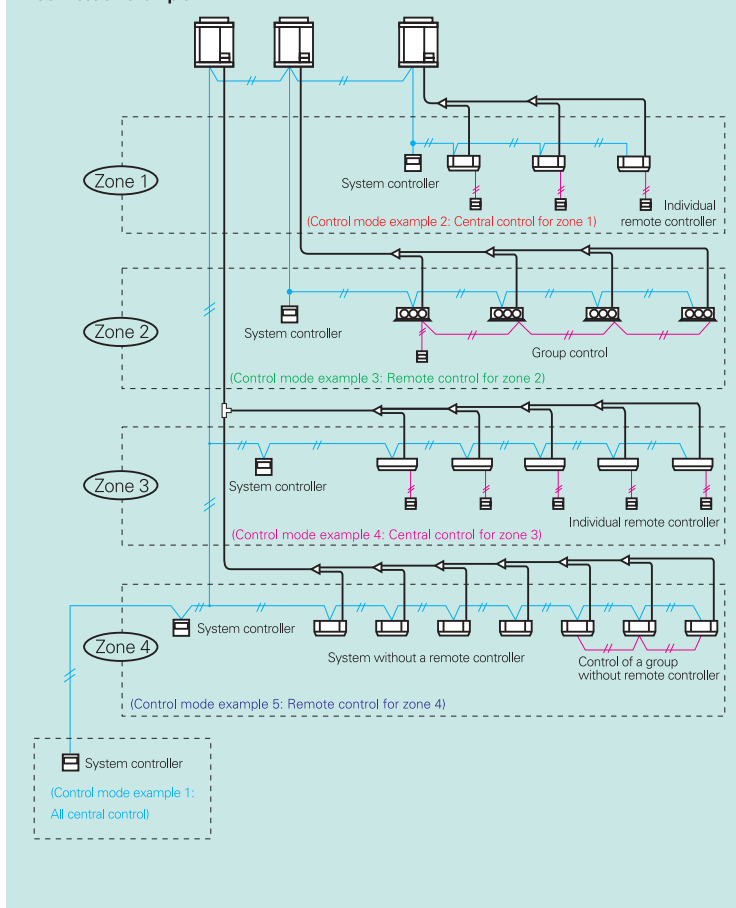 Zone 1
System controller
Individual
remote controller
(Control mode example 2: Central control for zone 1)
Zone 2
System controller
Group control
(Control mode example 3: Remote control for zone 2)
Zone 3
System controller
Individual remote controller
(Control mode example 4: Central control for zone 3)
Zone 4
System controller
System without a remote controller
Control of a group
without remote controller
(Control mode example 5: Remote control for zone 4)
System controller
(Control mode example 1:
All central control)